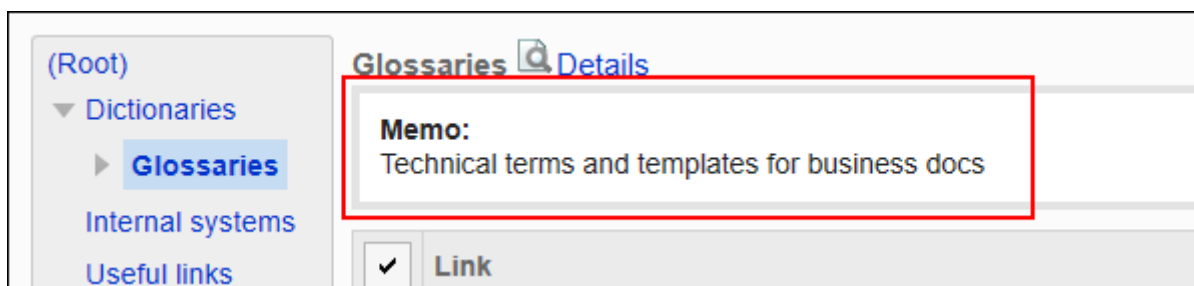 (Root)
Dictionaries
Glossaries
Internal systems
Useful links
Glossaries Details
Memo:
Technical terms and templates for business docs
Link